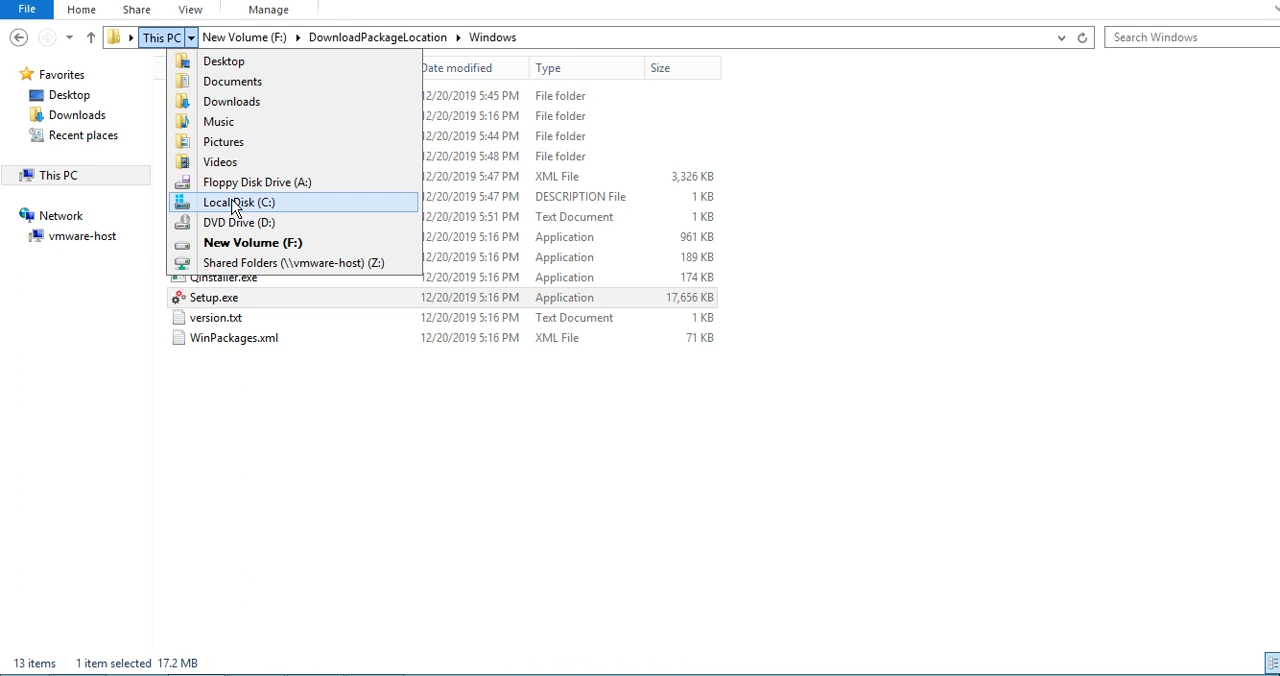 File Home Share View Manage
This PC New Volume (F:) DownloadPackageLocation Windows Search Windows
Favorites
Desktop
Downloads
Recent places
This PC
Network
vmware-host
Desktop
Documents
Downloads
Music
Pictures
Videos
Floppy Disk Drive (A:)
Local Disk (C:)
DVD Drive (D:)
New Volume (F:)
Shared Folders (\\vmware-host) (Z:)
Date modified Type Size
12/20/2019 5:45 PM File folder
12/20/2019 5:16 PM File folder
12/20/2019 5:44 PM File folder
12/20/2019 5:48 PM File folder
12/20/2019 5:47 PM XML File 3,326 KB
12/20/2019 5:47 PM DESCRIPTION File 1 KB
12/20/2019 5:51 PM Text Document 1 KB
12/20/2019 5:16 PM Application 961 KB
12/20/2019 5:16 PM Application 189 KB
QInstaller.exe 12/20/2019 5:16 PM Application 174 KB
Setup.exe 12/20/2019 5:16 PM Application 17,656 KB
version.txt 12/20/2019 5:16 PM Text Document 1 KB
WinPackages.xml 12/20/2019 5:16 PM XML File 71 KB
13 items 1 item selected 17.2 MB